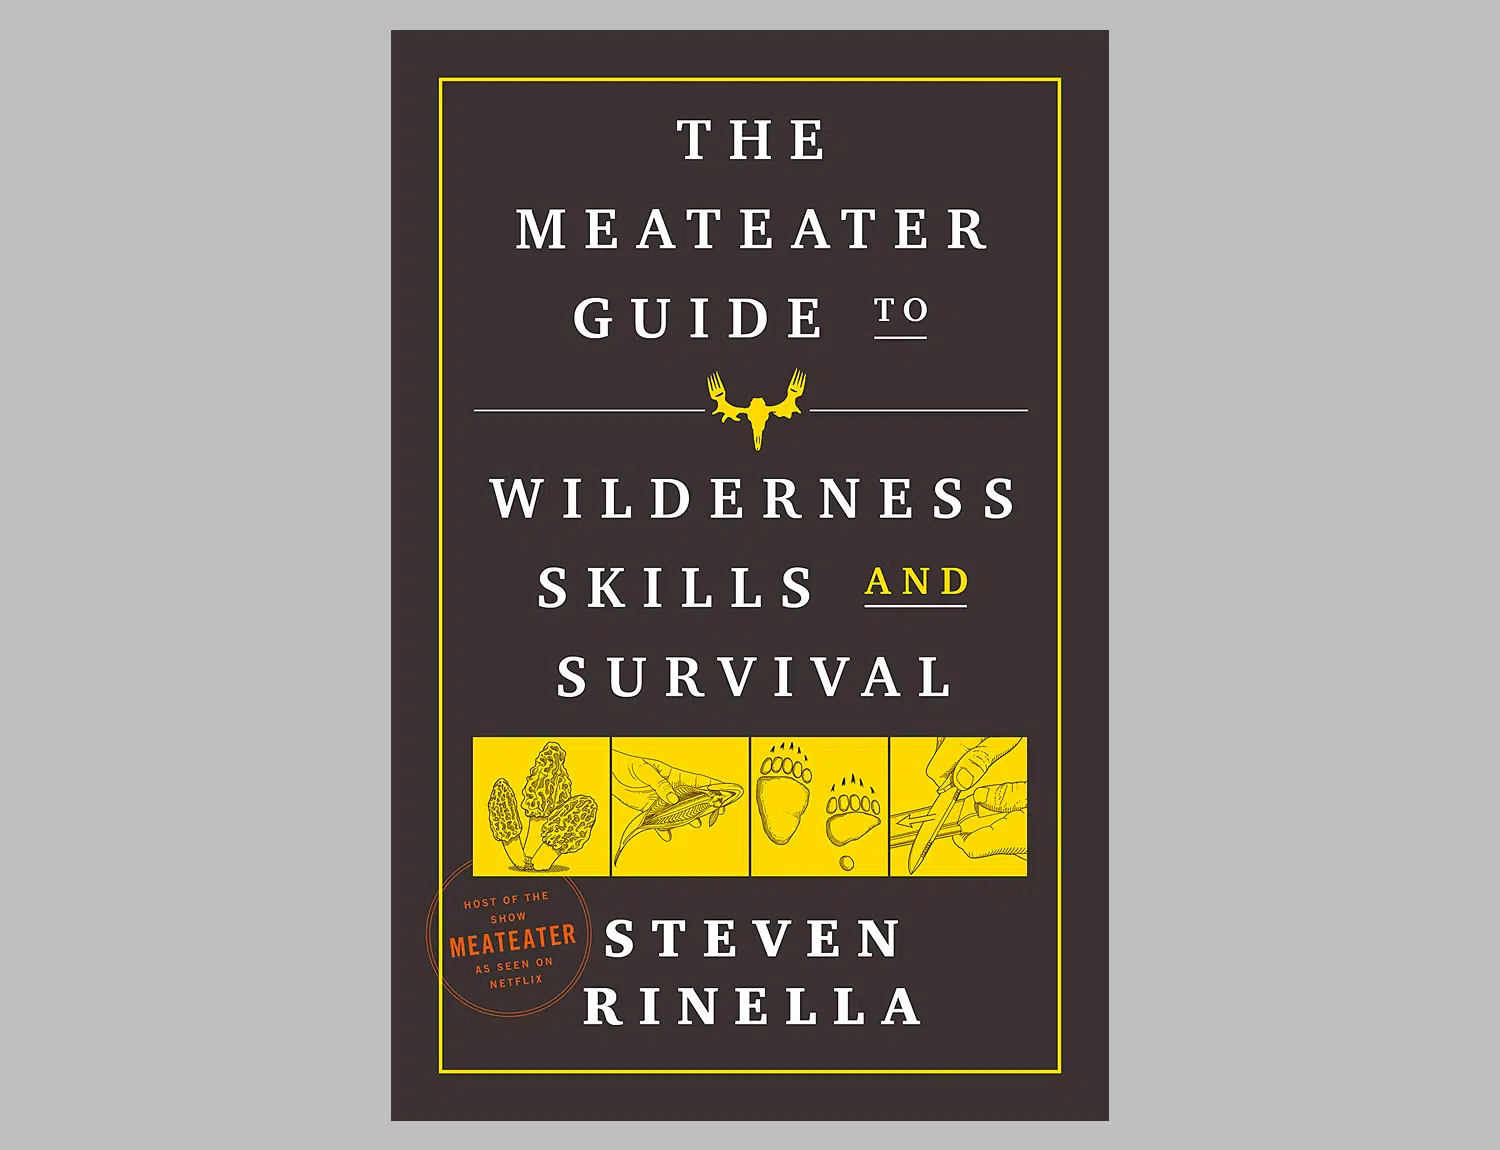 THE
MEATEATER
GUIDE TO
WILDERNESS
SKILLS AND
SURVIVAL
HOST OF THE
SHOW
MEATEATER
AS SEEN ON
NETFLIX
STEVEN
RINELLA